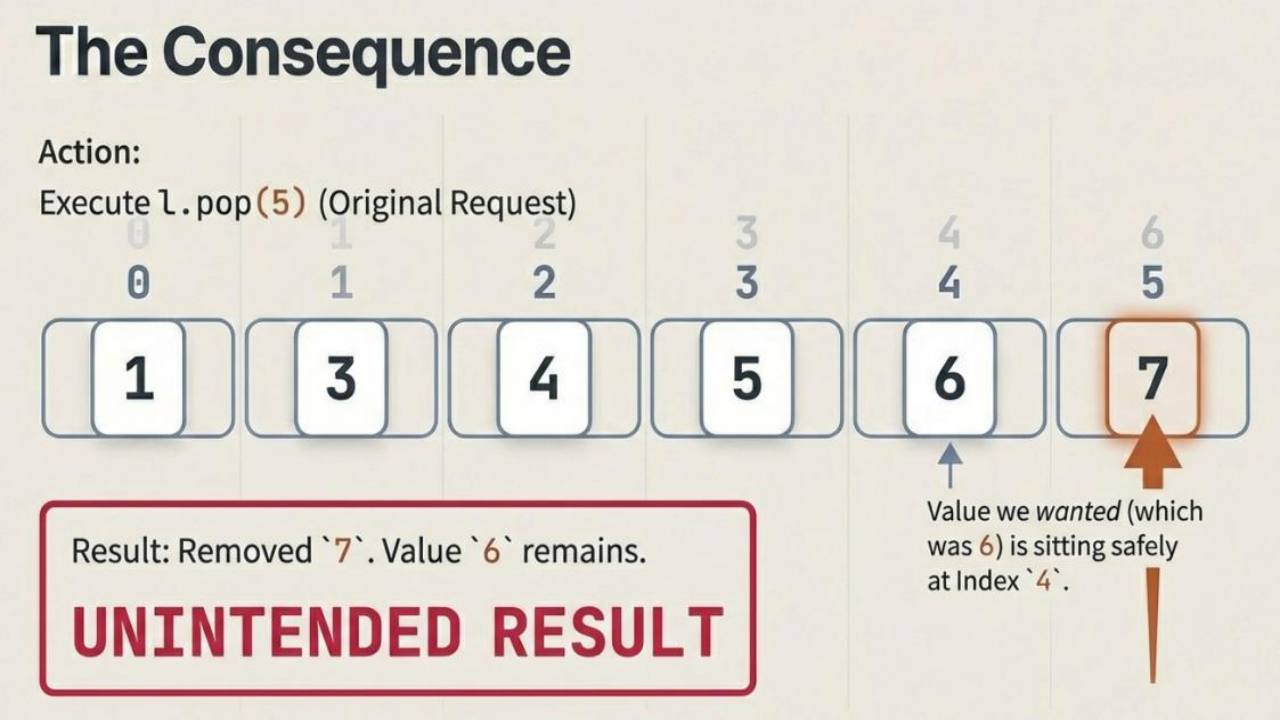 The Consequence
Action:
Execute l.pop(5) (Original Request)
0 1 2 3 4 6
0 1 2 3 4 5
1 3 4 5 6 7
Value we wanted (which
was 6) is sitting safely
at Index `4`.
Result: Removed `7`. Value `6` remains.
UNINTENDED RESULT